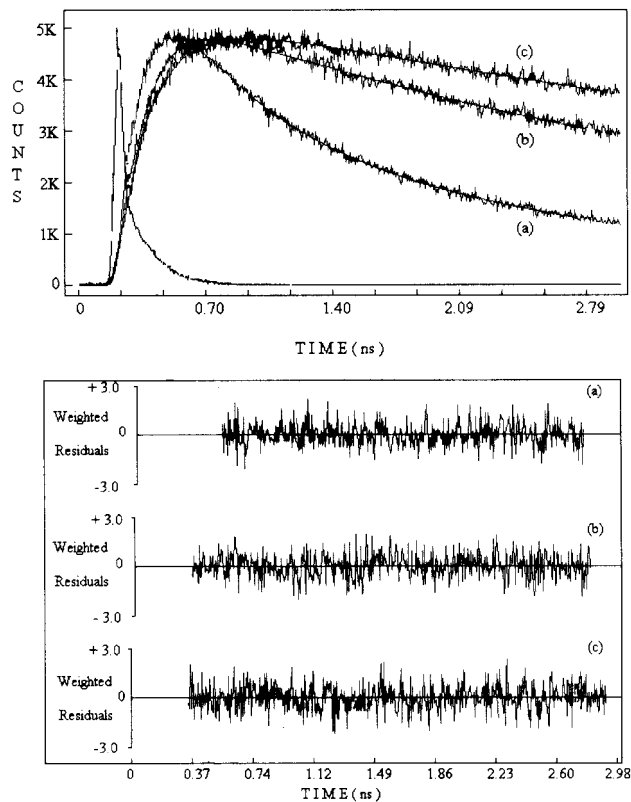 5K
4K
3K
2K
1K
0
COUNTS
(c)
(b)
(a)
0 0.70 1.40 2.09 2.79
TIME(ns)
(a)
+ 3.0
Weighted
0
Residuals
-3.0
(b)
+ 3.0
Weighted
0
Residuals
- 3.0
(c)
+ 3.0
Weighted
0
Residuals
-3.0
0 0.37 0.74 1.12 1.49 1.86 2.23 2.60 2.98
TIME(ns)